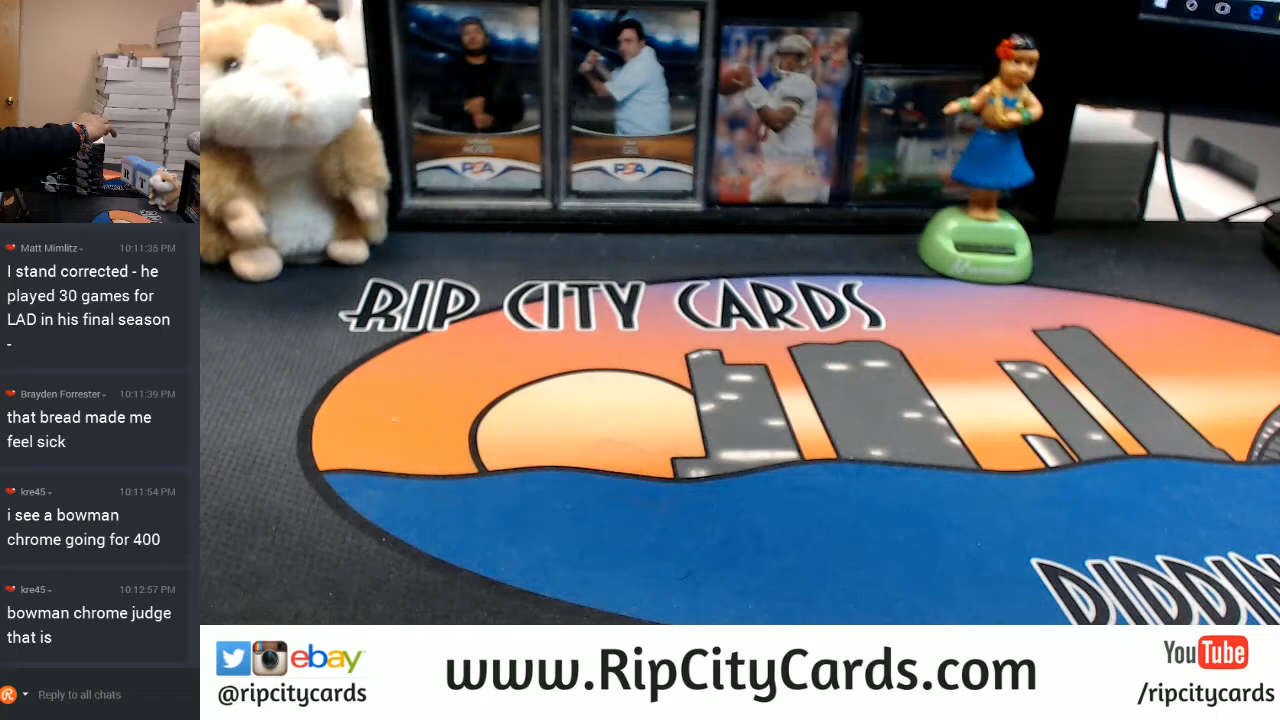 Matt Mimlitz
10:11:35 PM
I stand corrected - he
played 30 games for
LAD in his final season
-
Brayden Forrester
10:11:39 PM
that bread made me
feel sick
kre45
10:11:54 PM
i see a bowman
chrome going for 400
kre45
10:12:57 PM
bowman chrome judge
that is
Reply to all chats
PSA
PSA
RIP CITY CARDS
ebay
@ripcitycards
www.RipCityCards.com
YouTube
/ripcitycards